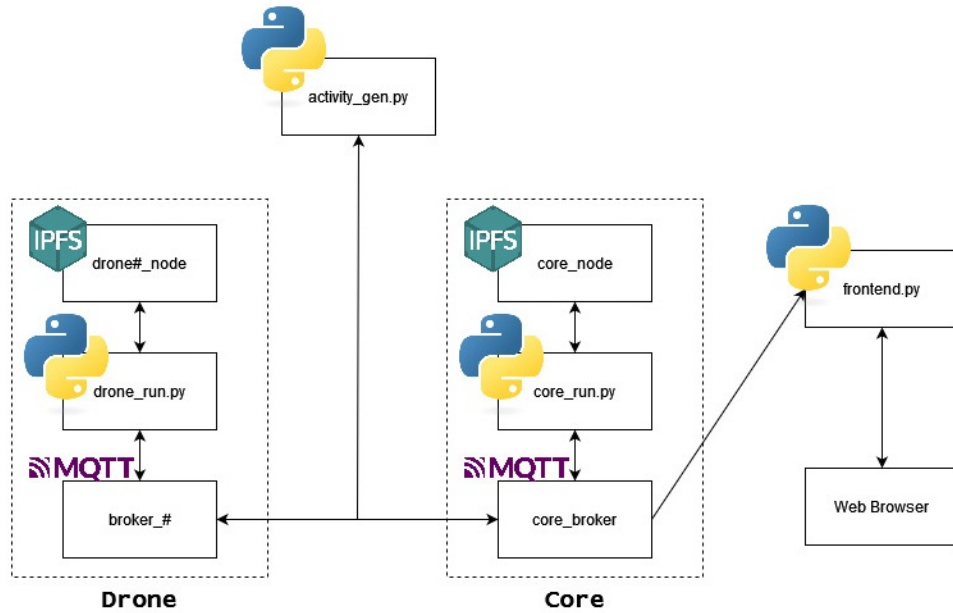 activity_gen.py
IPFS
drone#_node
IPFS
core_node
frontend.py
drone_run.py
core_run.py
MQTT
MQTT
broker_#
core_broker
Web Browser
Drone
Core